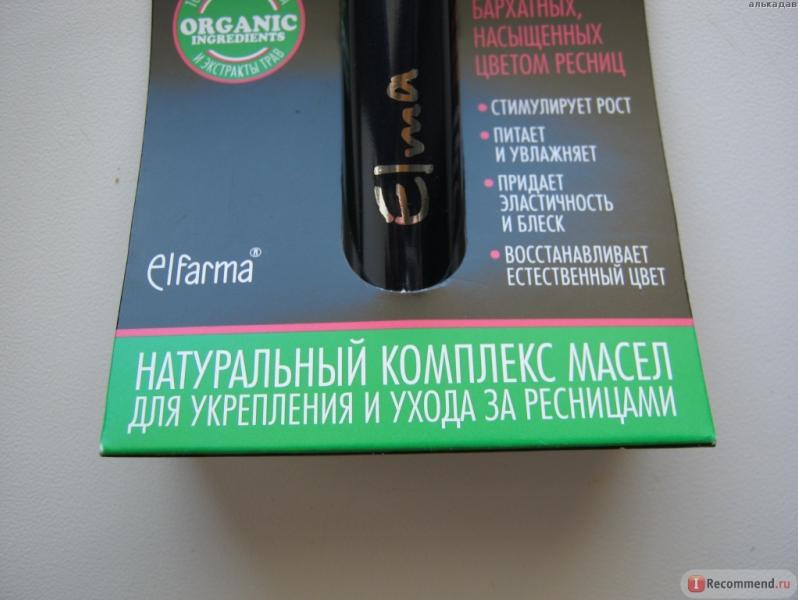 ORGANIC
INGREDIENTS
И ЭКСТРАКТЫ ТРАВ
elma
БАРХАТНЫХ,
НАСЫЩЕННЫХ
ЦВЕТОМ РЕСНИЦ
• СТИМУЛИРУЕТ РОСТ
• ПИТАЕТ
И УВЛАЖНЯЕТ
• ПРИДАЕТ
ЭЛАСТИЧНОСТЬ
И БЛЕСК
• ВОССТАНАВЛИВАЕТ
ЕСТЕСТВЕННЫЙ ЦВЕТ
elfarma®
НАТУРАЛЬНЫЙ КОМПЛЕКС МАСЕЛ
ДЛЯ УКРЕПЛЕНИЯ И УХОДА ЗА РЕСНИЦАМИ
алькадав
IRecommend.ru